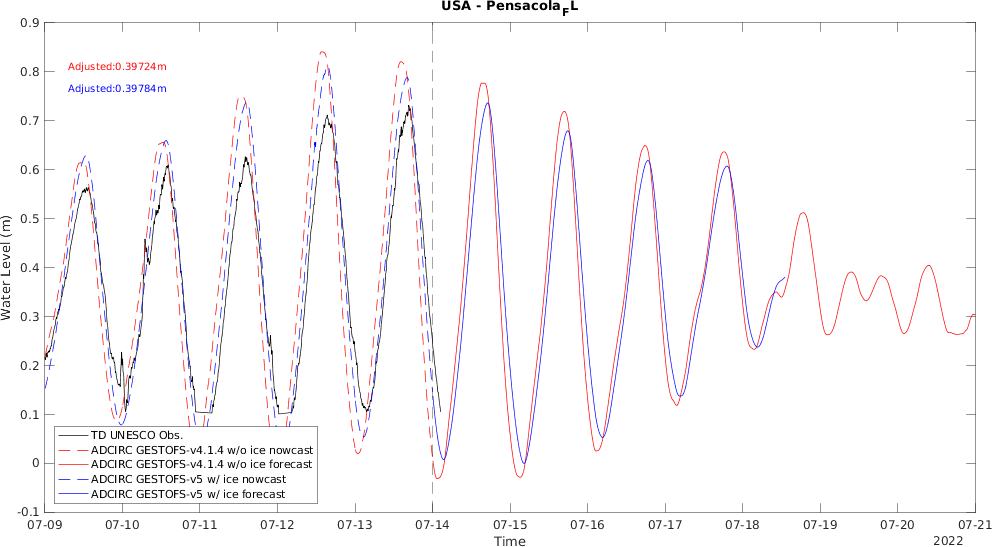 USA - Pensacola_FL
0.9
0.8
0.7
0.6
0.5
0.4
0.3
0.2
0.1
0
-0.1
Water Level (m)
Adjusted:0.39724m
Adjusted:0.39784m
TD UNESCO Obs.
ADCIRC GESTOFS-v4.1.4 w/o ice nowcast
ADCIRC GESTOFS-v4.1.4 w/o ice forecast
ADCIRC GESTOFS-v5 w/ ice nowcast
ADCIRC GESTOFS-v5 w/ ice forecast
07-09 07-10 07-11 07-12 07-13 07-14 07-15 07-16 07-17 07-18 07-19 07-20 07-21
Time
2022